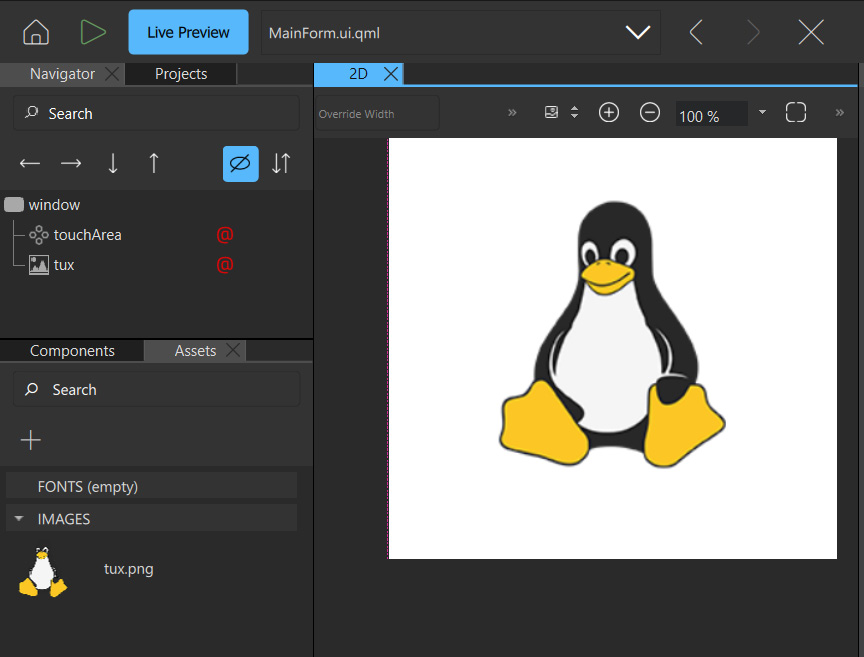 Live Preview
MainForm.ui.qml
Navigator
Projects
2D
Search
Override Width
100 %
window
touchArea
@
tux
@
Components
Assets
Search
FONTS (empty)
IMAGES
tux.png